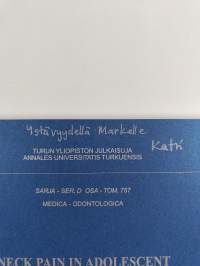 Ystävyydellä Markelle
Katri
TURUN YLIOPISTON JULKAISUJA
ANNALES UNIVERSITATIS TURKUENSIS
SARJA - SER. D OSA - TOM. 757
MEDICA - ODONTOLOGICA
NECK PAIN IN ADOLESCENT